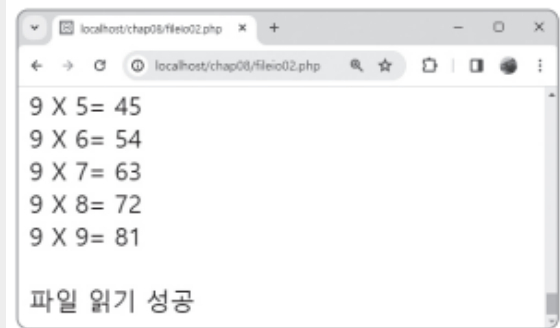 localhost/chap08/fileio02.php
localhost/chap08/fileio02.php
9 X 5= 45
9 X 6= 54
9 X 7= 63
9 X 8= 72
9 X 9= 81
파일 읽기 성공